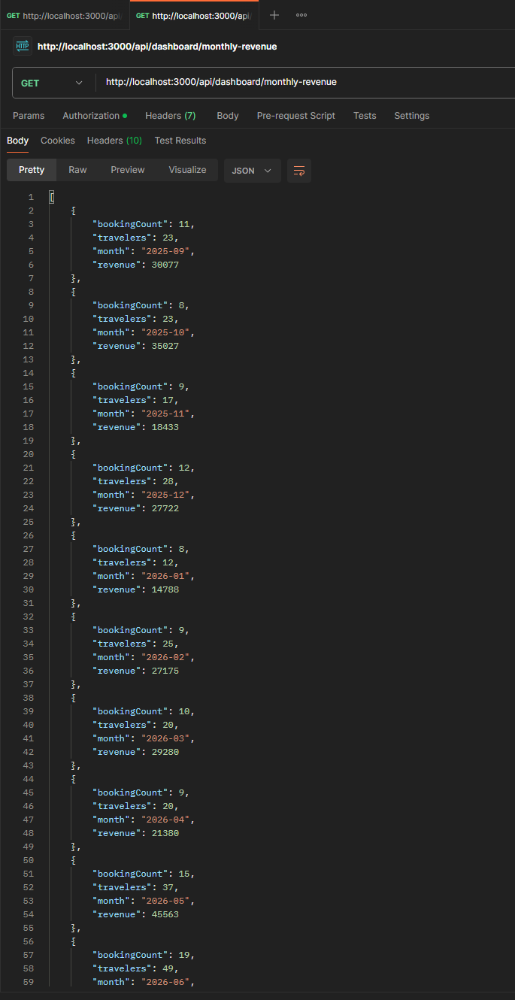 GET http://localhost:3000/api/
GET http://localhost:3000/api/
HTTP http://localhost:3000/api/dashboard/monthly-revenue
GET http://localhost:3000/api/dashboard/monthly-revenue
Params Authorization Headers (7) Body Pre-request Script Tests Settings
Body Cookies Headers (10) Test Results
Pretty Raw Preview Visualize JSON
1 [
2 {
3 "bookingCount": 11,
4 "travelers": 23,
5 "month": "2025-09",
6 "revenue": 30077
7 },
8 {
9 "bookingCount": 8,
10 "travelers": 23,
11 "month": "2025-10",
12 "revenue": 35027
13 },
14 {
15 "bookingCount": 9,
16 "travelers": 17,
17 "month": "2025-11",
18 "revenue": 18433
19 },
20 {
21 "bookingCount": 12,
22 "travelers": 28,
23 "month": "2025-12",
24 "revenue": 27722
25 },
26 {
27 "bookingCount": 8,
28 "travelers": 12,
29 "month": "2026-01",
30 "revenue": 14788
31 },
32 {
33 "bookingCount": 9,
34 "travelers": 25,
35 "month": "2026-02",
36 "revenue": 27175
37 },
38 {
39 "bookingCount": 10,
40 "travelers": 20,
41 "month": "2026-03",
42 "revenue": 29280
43 },
44 {
45 "bookingCount": 9,
46 "travelers": 20,
47 "month": "2026-04",
48 "revenue": 21380
49 },
50 {
51 "bookingCount": 15,
52 "travelers": 37,
53 "month": "2026-05",
54 "revenue": 45563
55 },
56 {
57 "bookingCount": 19,
58 "travelers": 49,
59 "month": "2026-06",